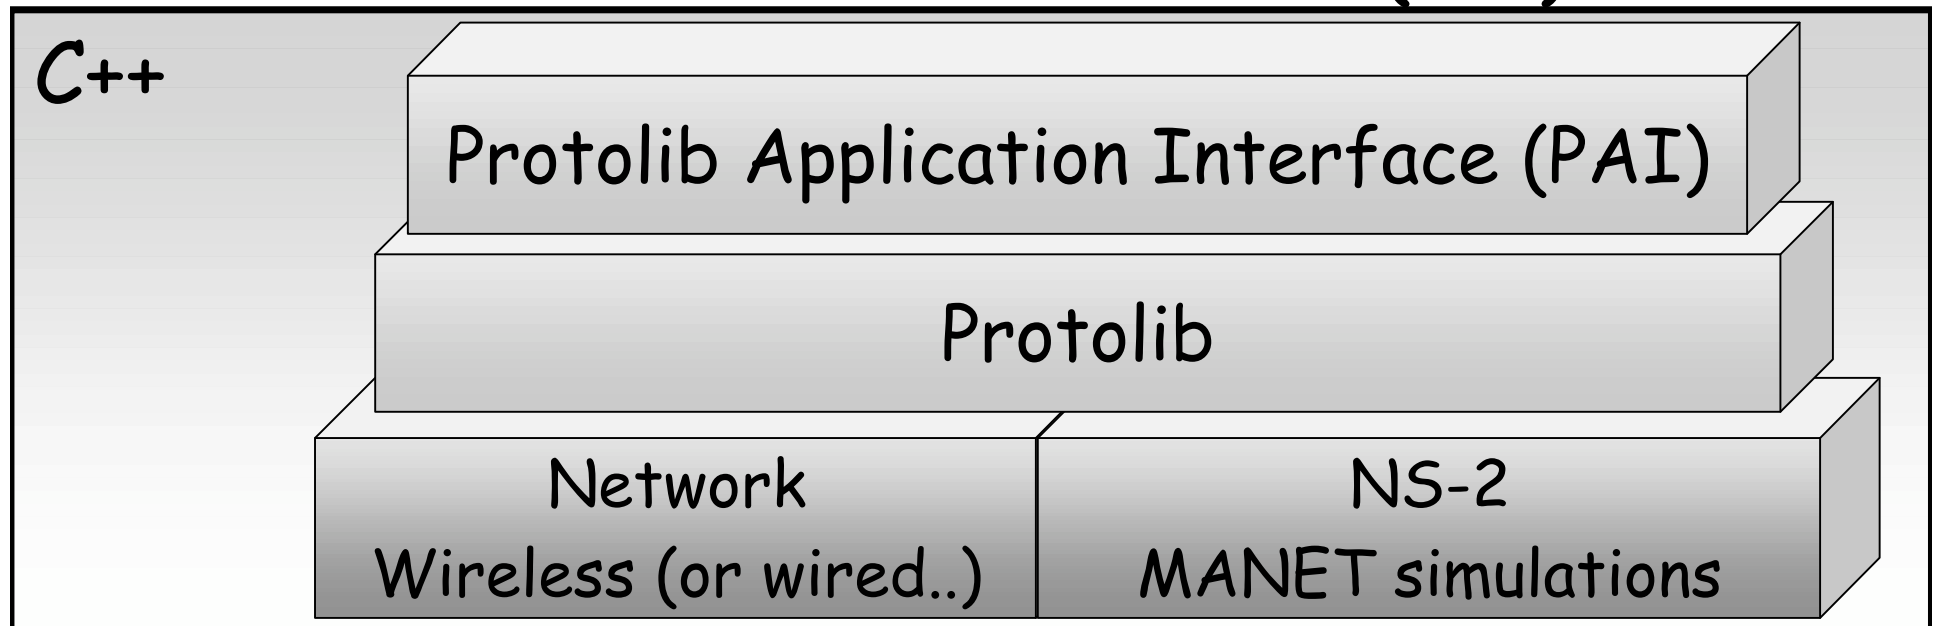 C++
Protolib Application Interface (PAI)
Protolib
Network
Wireless (or wired..)
NS-2
MANET simulations